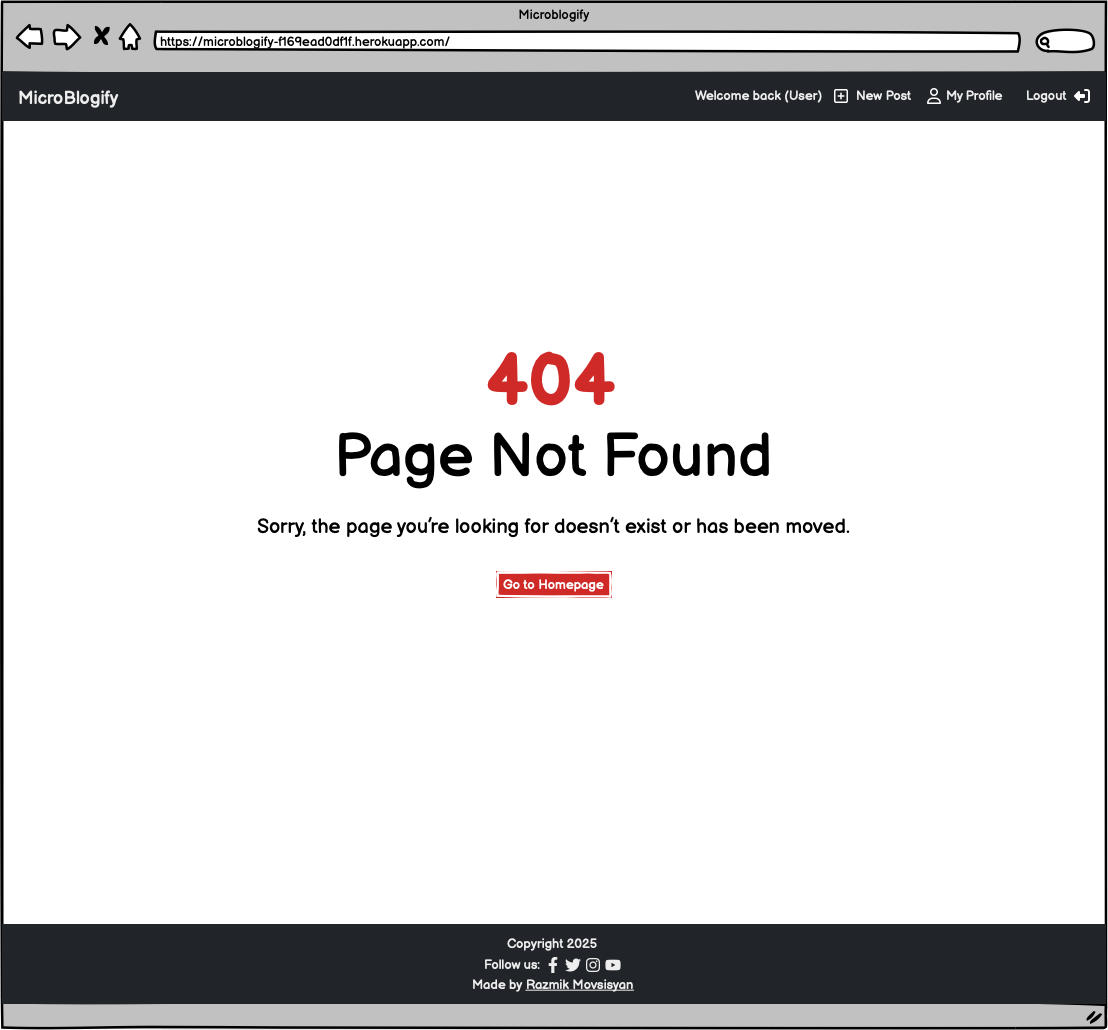 Microblogify
https://microblogify-f169ead0df1f.herokuapp.com/
MicroBlogify
Welcome back (User) New Post My Profile Logout
404
Page Not Found
Sorry, the page you're looking for doesn't exist or has been moved.
Go to Homepage
Copyright 2025
Follow us:
Made by Razmik Movsisyan